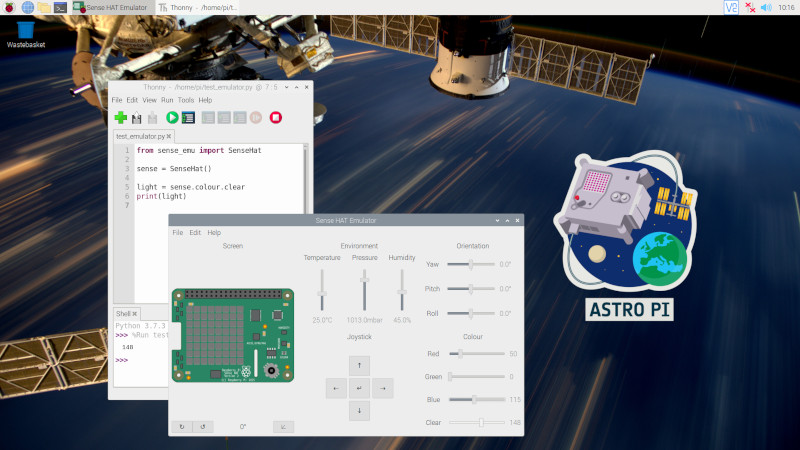 Sense HAT Emulator
Thonny - /home/pi/t...
10:16
Wastebasket
Thonny - /home/pi/test_emulator.py @ 7 : 5
File Edit View Run Tools Help
test_emulator.py
1 from sense_emu import SenseHat
2
3 sense = SenseHat()
4
5 light = sense.colour.clear
6 print(light)
7
Shell
Python 3.7.3
>>> %Run test
148
>>>
Sense HAT Emulator
File Edit Help
Screen
Environment
Orientation
Temperature Pressure Humidity
Yaw 0.0°
Pitch 0.0°
Roll 0.0°
25.0°C 1013.0mbar 45.0%
Joystick
Colour
Red 50
Green 0
Blue 115
Clear 148
↑
← ↵ →
↓
0°
ASTRO PI